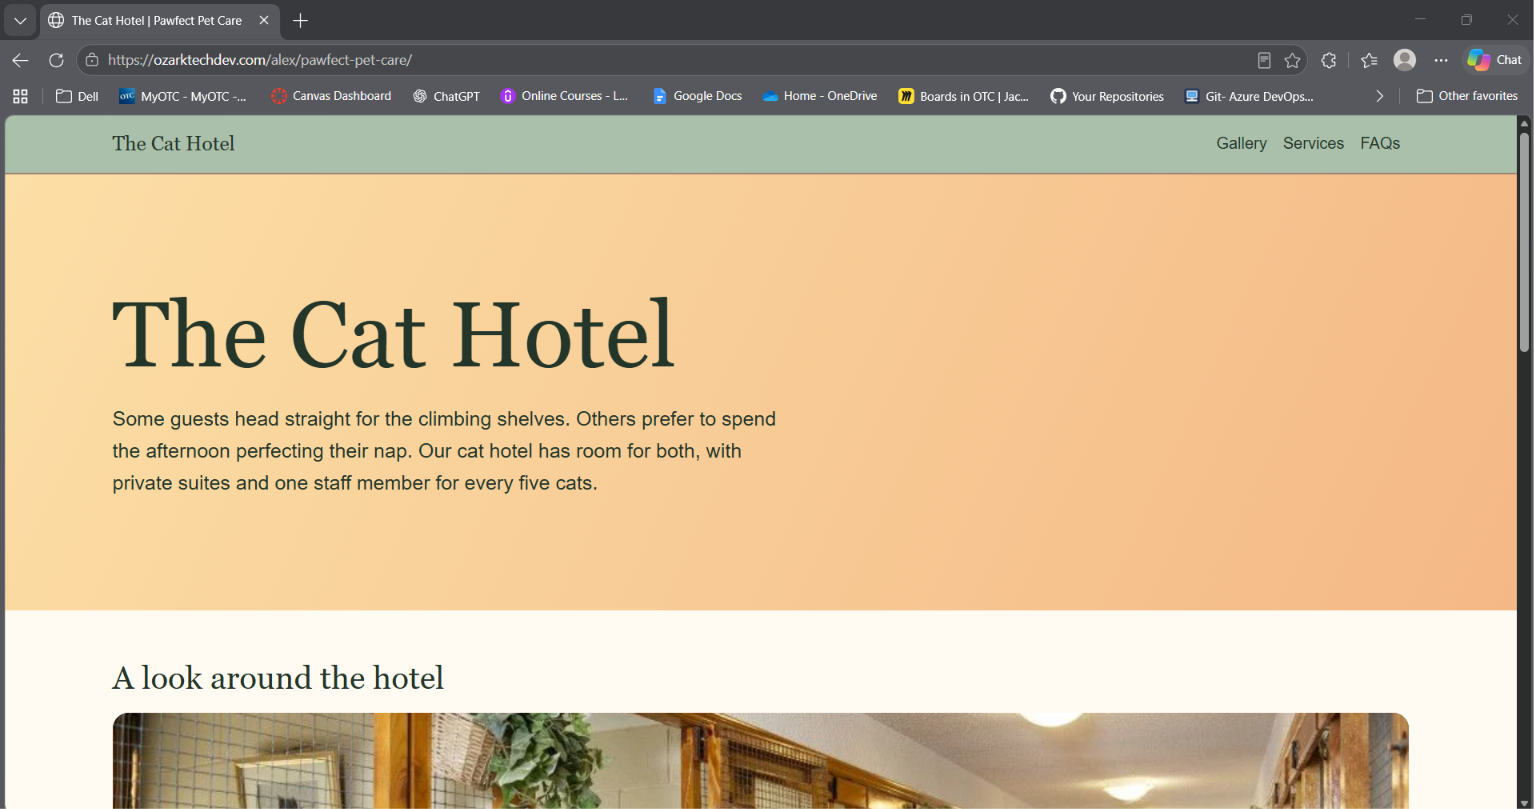 The Cat Hotel | Pawfect Pet Care
https://ozarktechdev.com/alex/pawfect-pet-care/
Chat
Dell
OTC
MyOTC - MyOTC -...
Canvas Dashboard
ChatGPT
Online Courses - L...
Google Docs
Home - OneDrive
Boards in OTC | Jac...
Your Repositories
Git- Azure DevOps...
Other favorites
The Cat Hotel
Gallery Services FAQs
The Cat Hotel
Some guests head straight for the climbing shelves. Others prefer to spend
the afternoon perfecting their nap. Our cat hotel has room for both, with
private suites and one staff member for every five cats.
A look around the hotel